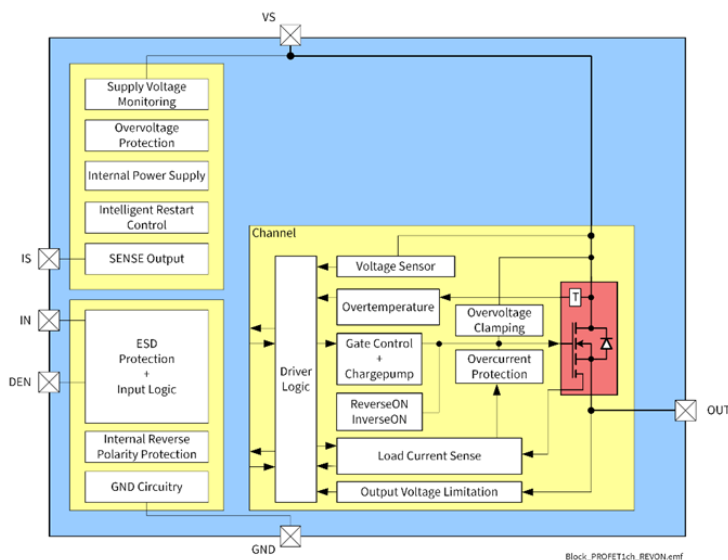 VS
Supply Voltage
Monitoring
Overvoltage
Protection
Internal Power Supply
Intelligent Restart
Control
SENSE Output
IS
IN
DEN
ESD
Protection
+
Input Logic
Internal Reverse
Polarity Protection
GND Circuitry
GND
Channel
Driver
Logic
Voltage Sensor
Overtemperature
Gate Control
+
Chargepump
ReverseON
InverseON
Load Current Sense
Output Voltage Limitation
Overvoltage
Clamping
Overcurrent
Protection
T
OUT
Block_PROFET1ch_REVON.emf